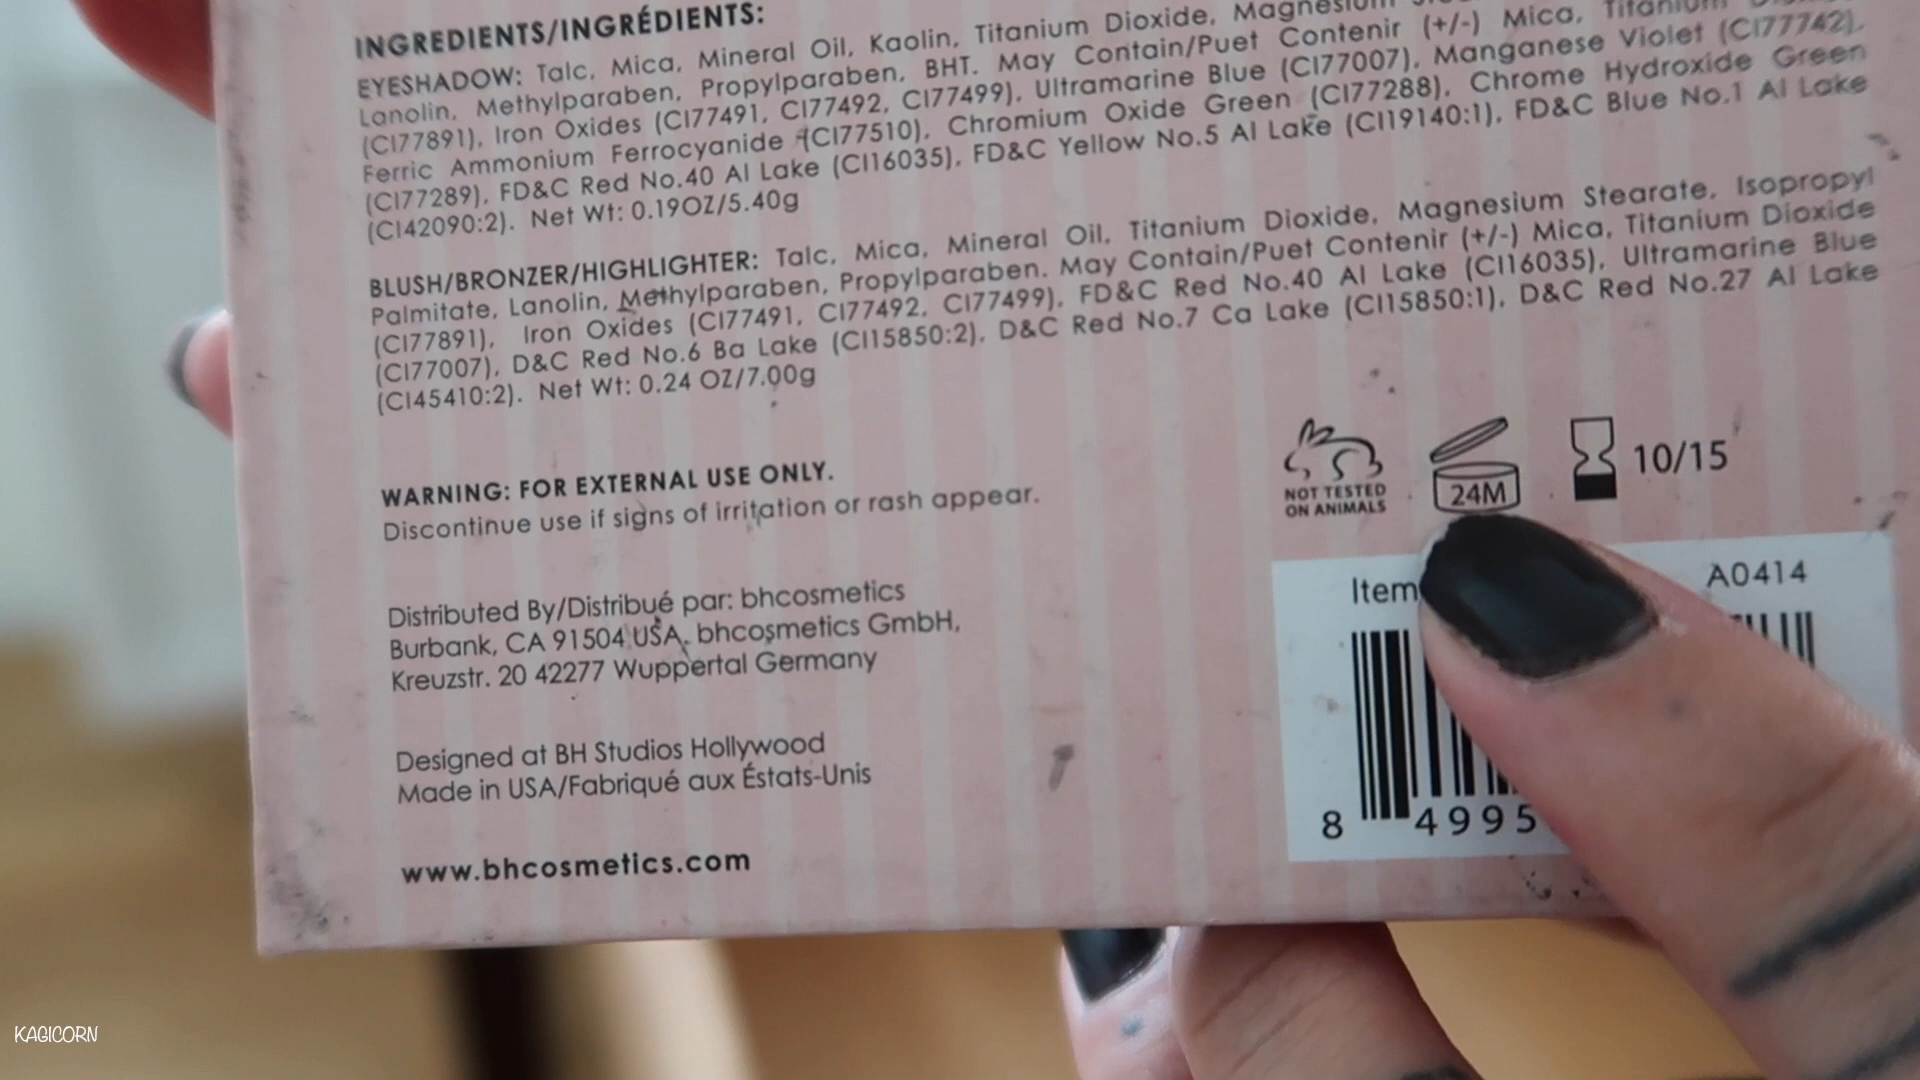 INGREDIENTS/INGRÉDIENTS:
EYESHADOW: Talc, Mica, Mineral Oil, Kaolin, Titanium Dioxide, Magnesium
Lanolin, Methylparaben, Propylparaben, BHT. May Contain/Puet Contenir (+/-) Mica, Titanium
(CI77891), Iron Oxides (CI77491, CI77492, CI77499), Ultramarine Blue (CI77007), Manganese Violet (CI77742),
Ferric Ammonium Ferrocyanide (CI77510), Chromium Oxide Green (CI77288), Chrome Hydroxide Green
(CI77289), FD&C Red No.40 Al Lake (CI16035), FD&C Yellow No.5 Al Lake (CI19140:1), FD&C Blue No.1 Al Lake
(CI42090:2). Net Wt: 0.19OZ/5.40g
BLUSH/BRONZER/HIGHLIGHTER: Talc, Mica, Mineral Oil, Titanium Dioxide, Magnesium Stearate, Isopropyl
Palmitate, Lanolin, Methylparaben, Propylparaben. May Contain/Puet Contenir (+/-) Mica, Titanium Dioxide
(CI77891), Iron Oxides (CI77491, CI77492, CI77499), FD&C Red No.40 Al Lake (CI16035), Ultramarine Blue
(CI77007), D&C Red No.6 Ba Lake (CI15850:2), D&C Red No.7 Ca Lake (CI15850:1), D&C Red No.27 Al Lake
(CI45410:2). Net Wt: 0.24 OZ/7.00g
WARNING: FOR EXTERNAL USE ONLY.
Discontinue use if signs of irritation or rash appear.
NOT TESTED
ON ANIMALS
24M
10/15
Distributed By/Distribué par: bhcosmetics
Burbank, CA 91504 USA. bhcosmetics GmbH,
Kreuzstr. 20 42277 Wuppertal Germany
Item
A0414
Designed at BH Studios Hollywood
Made in USA/Fabriqué aux Éstats-Unis
8 4995
www.bhcosmetics.com
KAGICORN